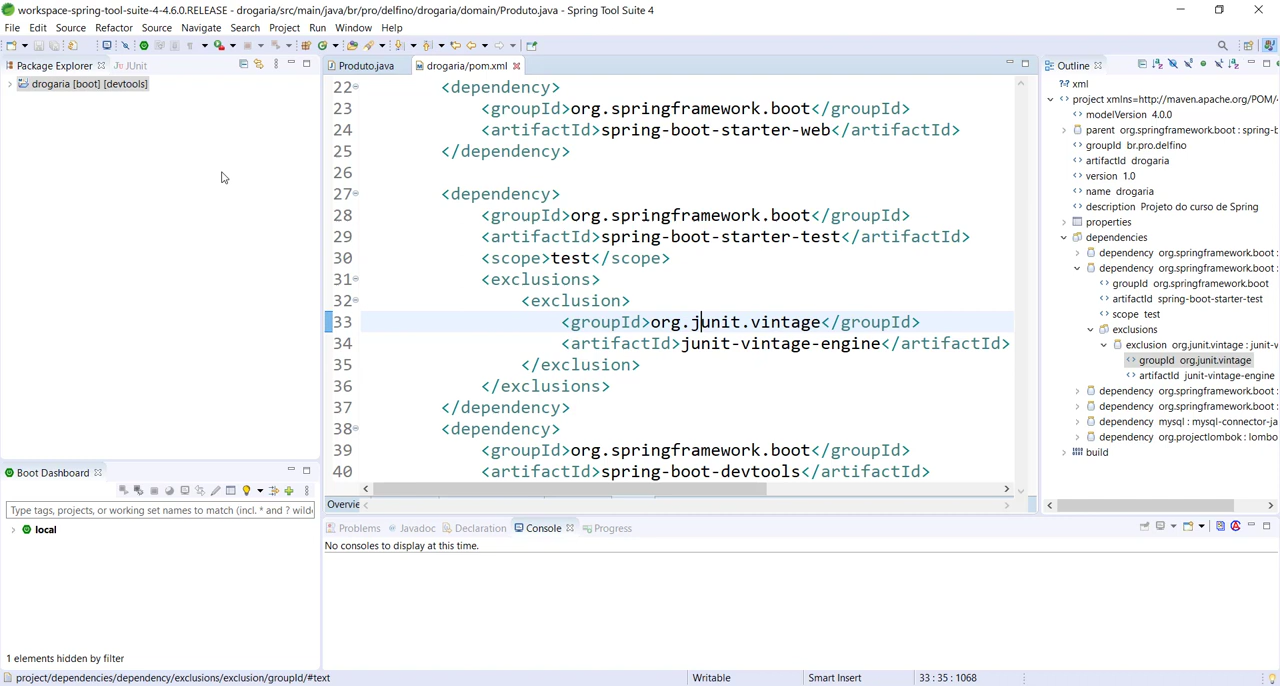 workspace-spring-tool-suite-4-4.6.0.RELEASE - drogaria/src/main/java/br/pro/delfino/drogaria/domain/Produto.java - Spring Tool Suite 4
File Edit Source Refactor Source Navigate Search Project Run Window Help
Package Explorer JUnit
drogaria [boot] [devtools]
Produto.java drogaria/pom.xml
22 <dependency>
23 <groupId>org.springframework.boot</groupId>
24 <artifactId>spring-boot-starter-web</artifactId>
25 </dependency>
26
27 <dependency>
28 <groupId>org.springframework.boot</groupId>
29 <artifactId>spring-boot-starter-test</artifactId>
30 <scope>test</scope>
31 <exclusions>
32 <exclusion>
33 <groupId>org.junit.vintage</groupId>
34 <artifactId>junit-vintage-engine</artifactId>
35 </exclusion>
36 </exclusions>
37 </dependency>
38 <dependency>
39 <groupId>org.springframework.boot</groupId>
40 <artifactId>spring-boot-devtools</artifactId>
Overvie
Outline
xml
project xmlns=http://maven.apache.org/POM/
modelVersion 4.0.0
parent org.springframework.boot : spring-b
groupId br.pro.delfino
artifactId drogaria
version 1.0
name drogaria
description Projeto do curso de Spring
properties
dependencies
dependency org.springframework.boot :
dependency org.springframework.boot :
groupId org.springframework.boot
artifactId spring-boot-starter-test
scope test
exclusions
exclusion org.junit.vintage : junit-v
groupId org.junit.vintage
artifactId junit-vintage-engine
dependency org.springframework.boot :
dependency org.springframework.boot :
dependency mysql : mysql-connector-ja
dependency org.projectlombok : lombo
build
Boot Dashboard
Type tags, projects, or working set names to match (incl. * and ? wild
local
1 elements hidden by filter
Problems Javadoc Declaration Console Progress
No consoles to display at this time.
project/dependencies/dependency/exclusions/exclusion/groupId/#text
Writable
Smart Insert
33 : 35 : 1068